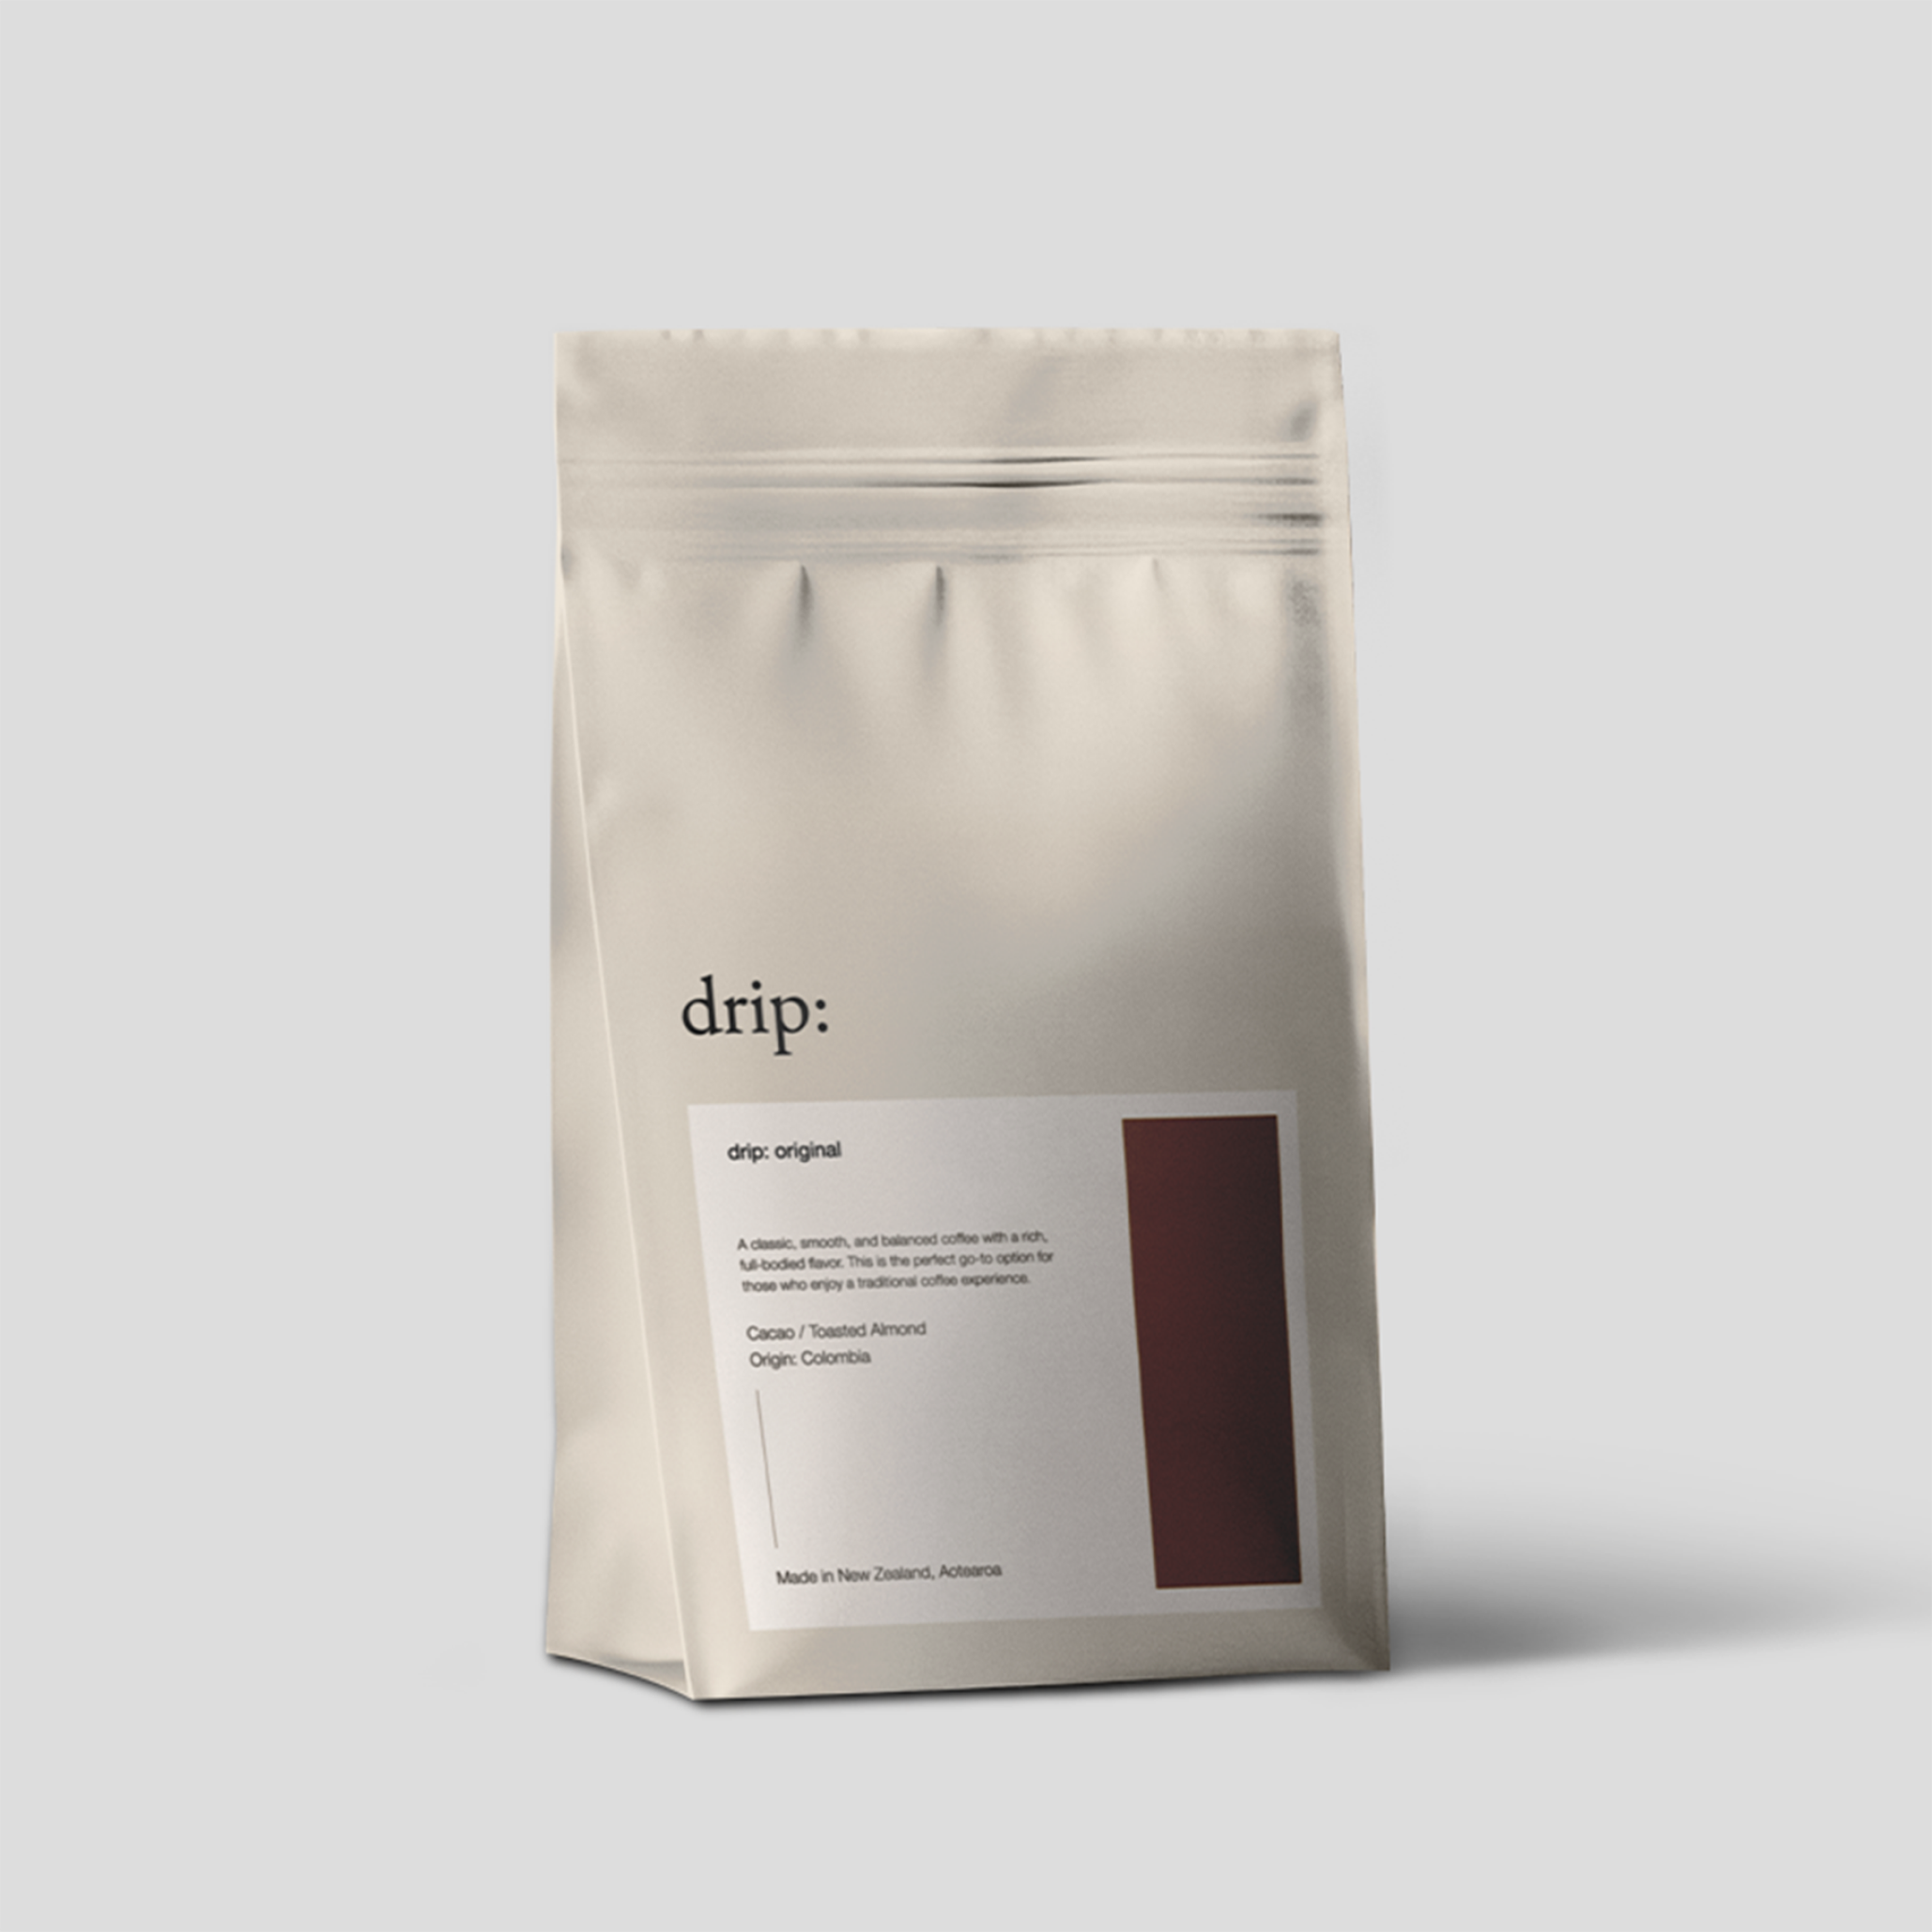 drip:
drip: original
A classic, smooth, and balanced coffee with a rich,
full-bodied flavor. This is the perfect go-to option for
those who enjoy a traditional coffee experience.
Cacao / Toasted Almond
Origin: Colombia
Made in New Zealand, Aotearoa